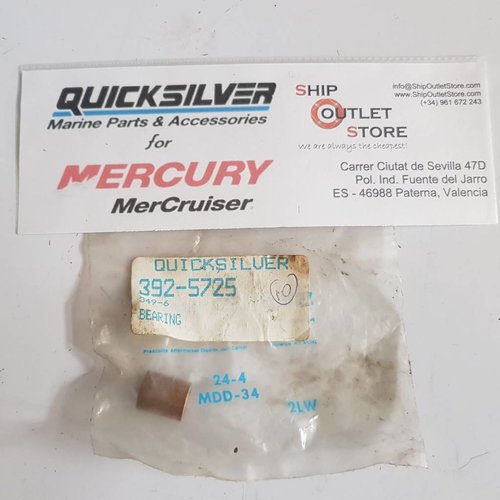 QUICKSILVER
Marine Parts & Accessories
for
MERCURY
MerCruiser
SHIP
OUTLET
STORE
We are always the cheapest!
info@ShipOutletStore.com
www.ShipOutletStore.com
(+34) 961 672 243
Carrer Ciutat de Sevilla 47D
Pol. Ind. Fuente del Jarro
ES - 46988 Paterna, Valencia
QUICKSILVER
392-5725
849-6
BEARING
24-4
MDD-34
2LW